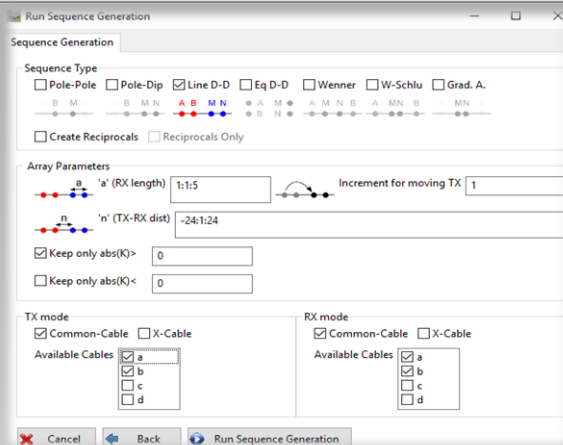 Run Sequence Generation
Sequence Generation
Sequence Type
Pole-Pole Pole-Dip Line D-D Eq D-D Wenner W-Schlu Grad. A.
B M B M N A B M N A M A M N B A MN B MN
B N
Create Reciprocals Reciprocals Only
Array Parameters
a 'a' (RX length) 1:1:5 Increment for moving TX 1
n 'n' (TX-RX dist) -24:1:24
Keep only abs(K)> 0
Keep only abs(K)< 0
TX mode RX mode
Common-Cable X-Cable Common-Cable X-Cable
Available Cables a Available Cables a
b b
c c
d d
Cancel Back Run Sequence Generation